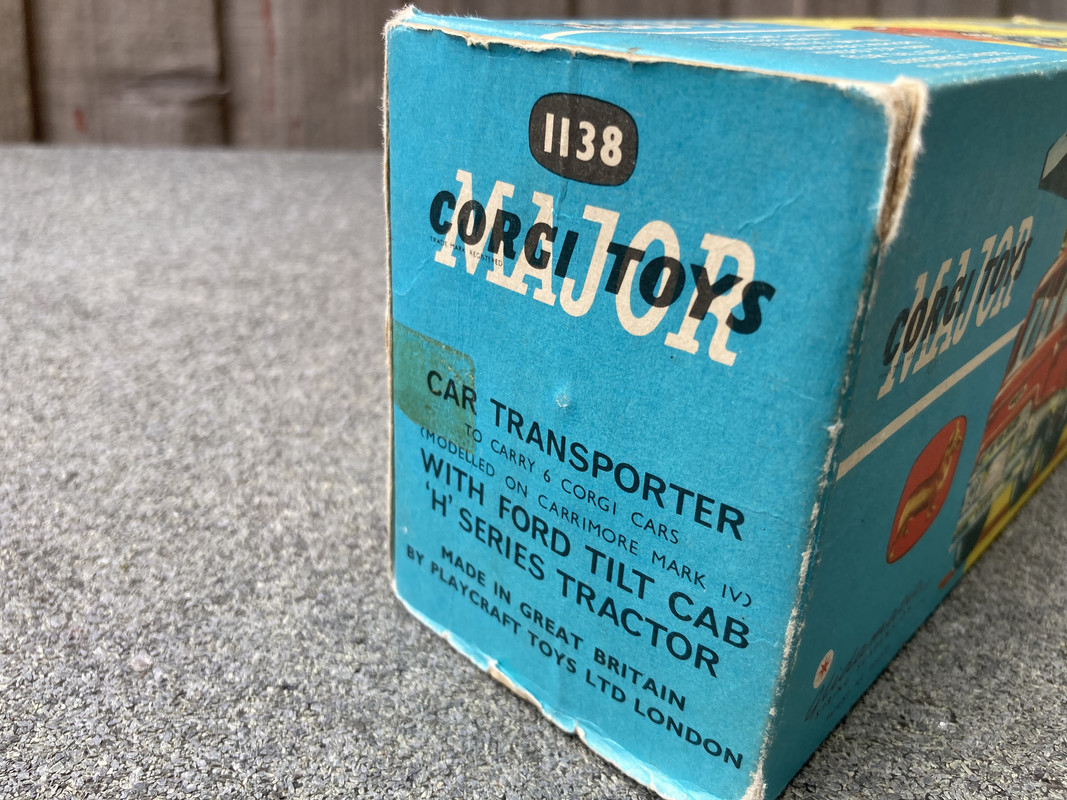 1138
MAJOR
CORGI TOYS
TRADE MARK REGISTERED
CAR TRANSPORTER
TO CARRY 6 CORGI CARS
(MODELLED ON CARRIMORE MARK IV)
WITH FORD TILT CAB
'H' SERIES TRACTOR
MADE IN GREAT BRITAIN
BY PLAYCRAFT TOYS LTD LONDON
MAJOR
CORGI TOYS